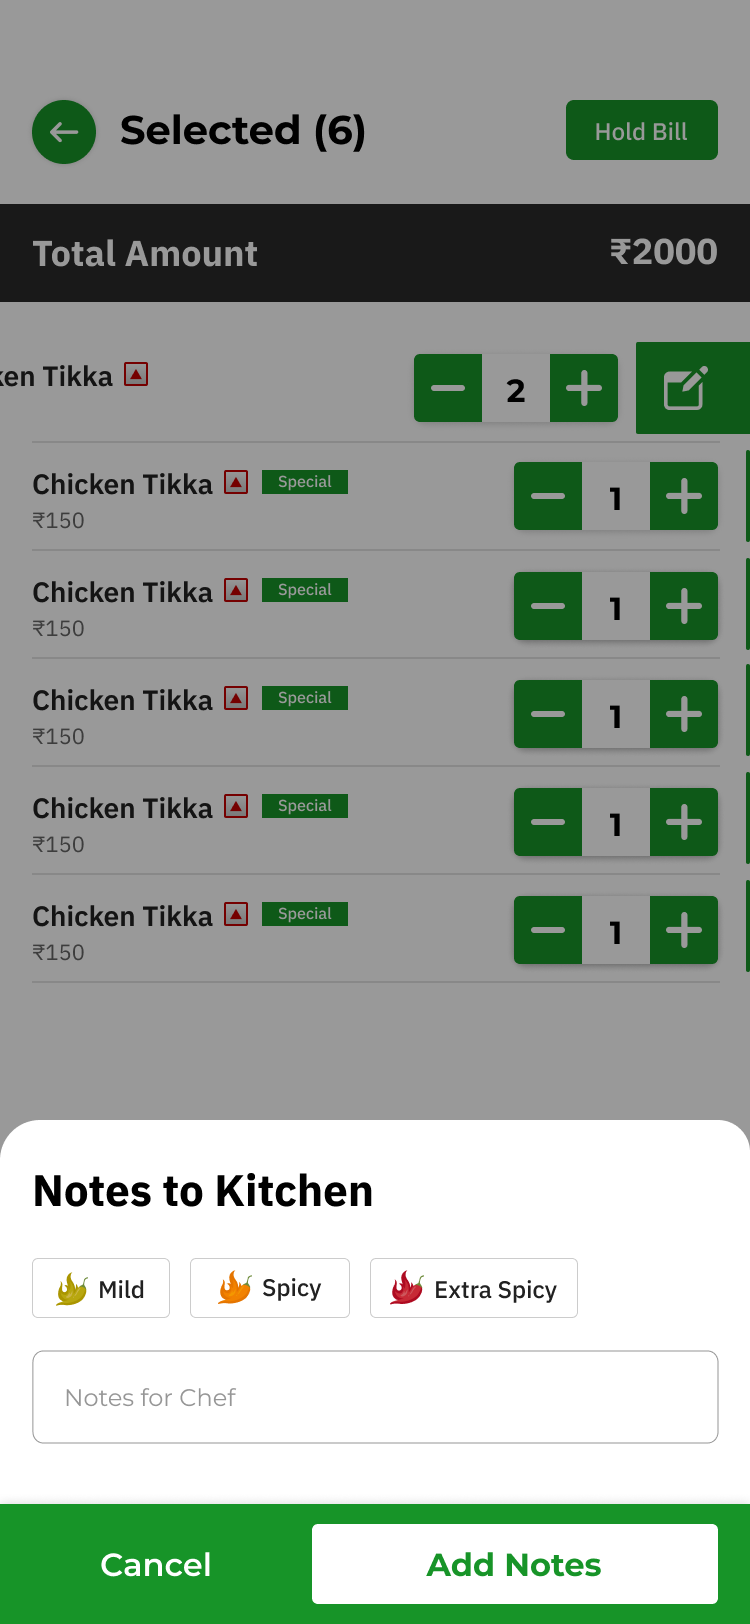 Selected (6)
Hold Bill
Total Amount
₹2000
ken Tikka
2
Chicken Tikka Special
₹150
1
Chicken Tikka Special
₹150
1
Chicken Tikka Special
₹150
1
Chicken Tikka Special
₹150
1
Chicken Tikka Special
₹150
1
Notes to Kitchen
Mild
Spicy
Extra Spicy
Notes for Chef
Cancel
Add Notes